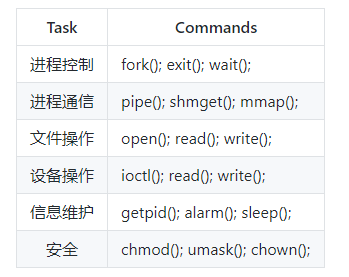 Task Commands
进程控制 fork(); exit(); wait();
进程通信 pipe(); shmget(); mmap();
文件操作 open(); read(); write();
设备操作 ioctl(); read(); write();
信息维护 getpid(); alarm(); sleep();
安全 chmod(); umask(); chown();